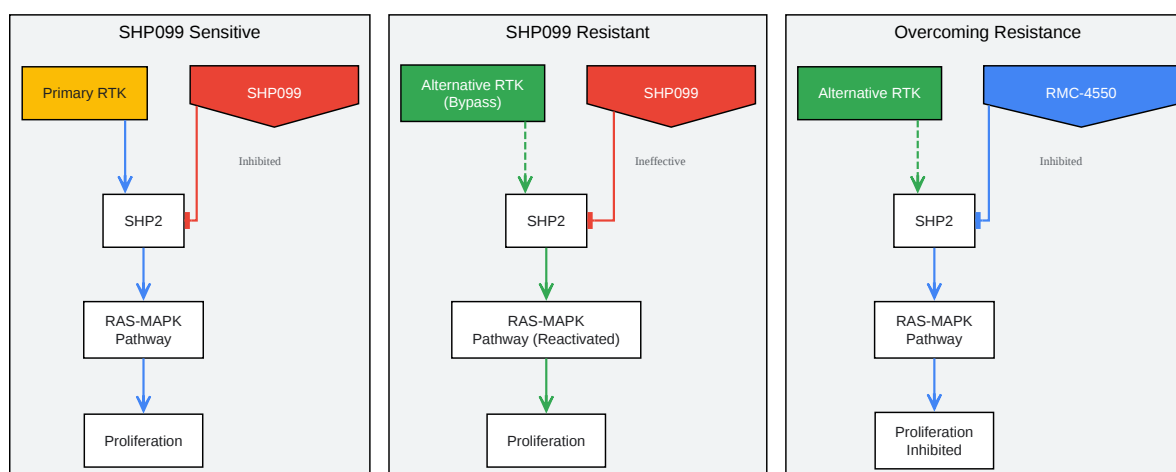 SHP099 Sensitive
Primary RTK
SHP099
Inhibited
SHP2
RAS-MAPK
Pathway
Proliferation
SHP099 Resistant
Alternative RTK
(Bypass)
SHP099
Ineffective
SHP2
RAS-MAPK
Pathway (Reactivated)
Proliferation
Overcoming Resistance
Alternative RTK
RMC-4550
Inhibited
SHP2
RAS-MAPK
Pathway
Proliferation
Inhibited